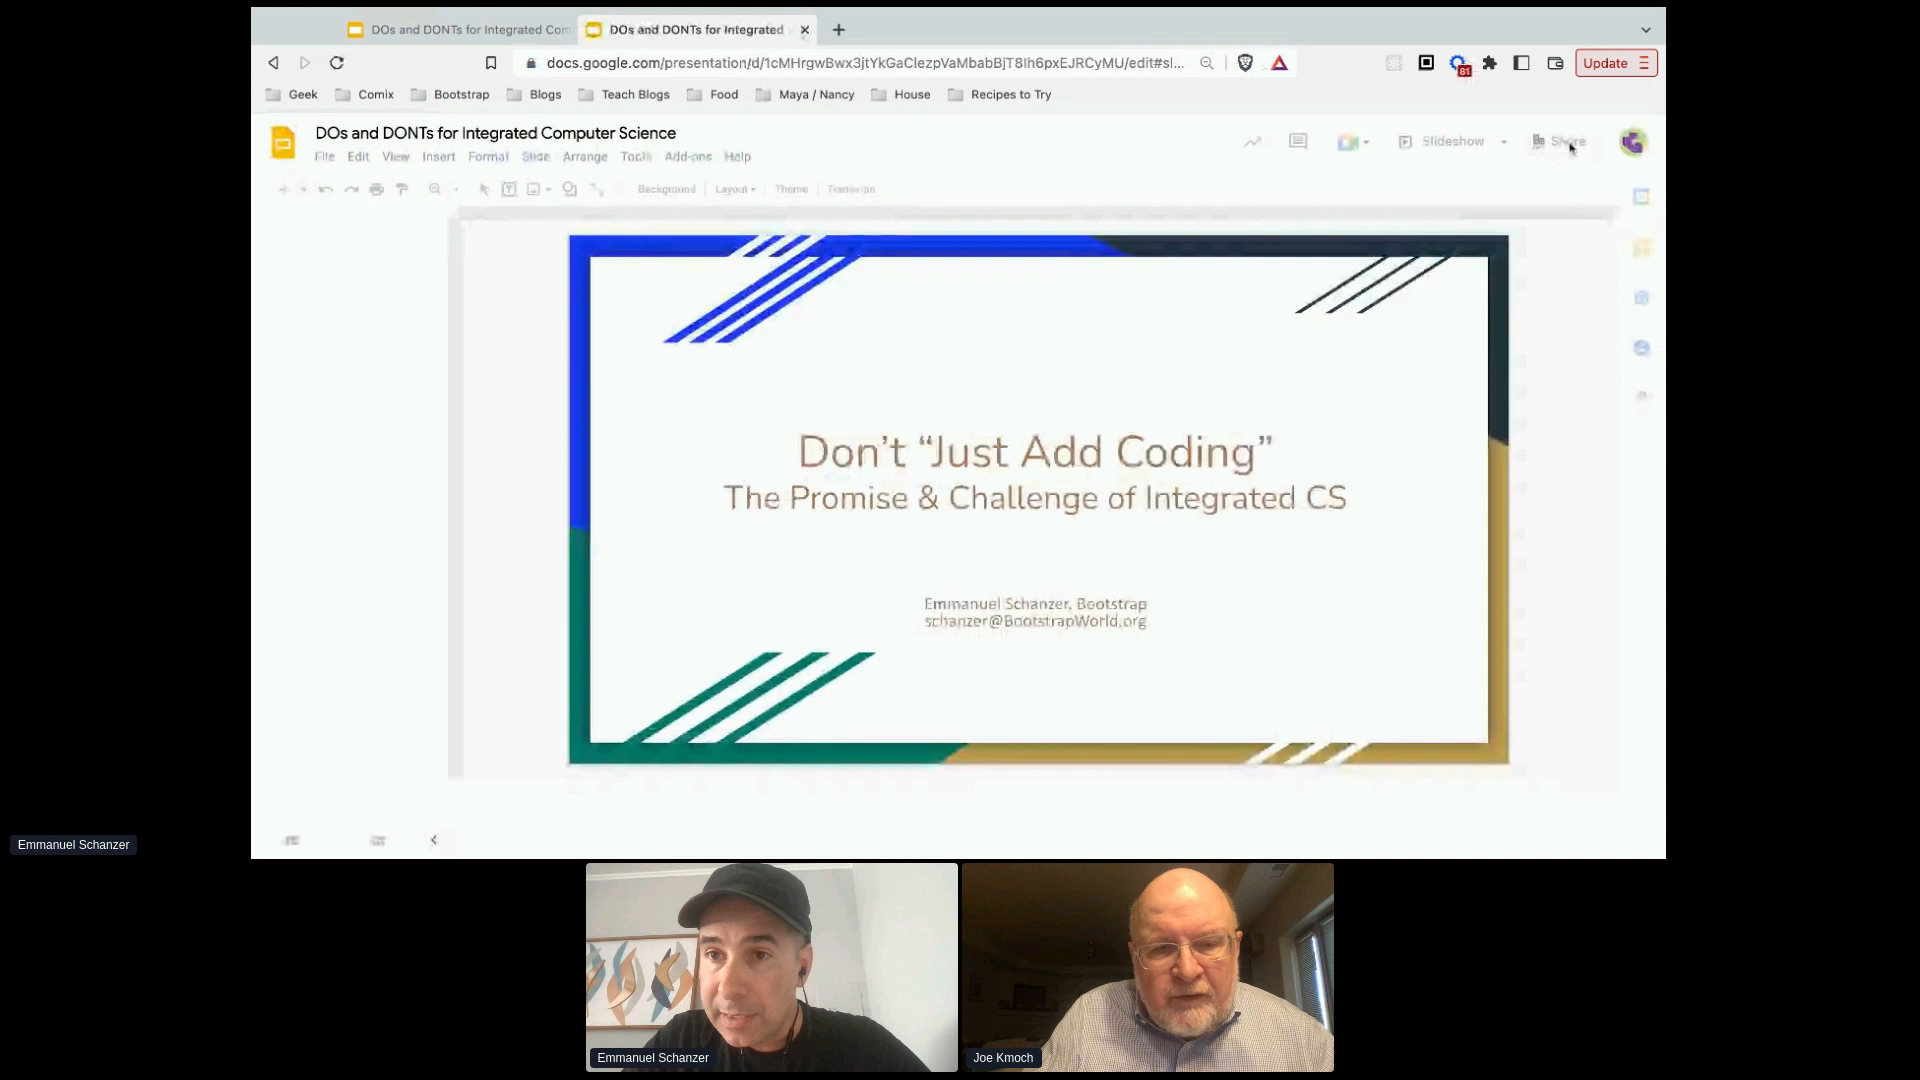 DOs and DONTs for Integrated Com
DOs and DONTs for Integrated
docs.google.com/presentation/d/1cMHrgwBwx3jtYkGaClezpVaMbabBjT8Ih6pxEJRCyMU/edit#sl...
81
Update
Geek
Comix
Bootstrap
Blogs
Teach Blogs
Food
Maya / Nancy
House
Recipes to Try
DOs and DONTs for Integrated Computer Science
File Edit View Insert Format Slide Arrange Tools Add-ons Help
Slideshow
Share
Background Layout Theme Transition
Don't “Just Add Coding”
The Promise & Challenge of Integrated CS
Emmanuel Schanzer, Bootstrap
schanzer@BootstrapWorld.org
Emmanuel Schanzer
Emmanuel Schanzer
Joe Kmoch